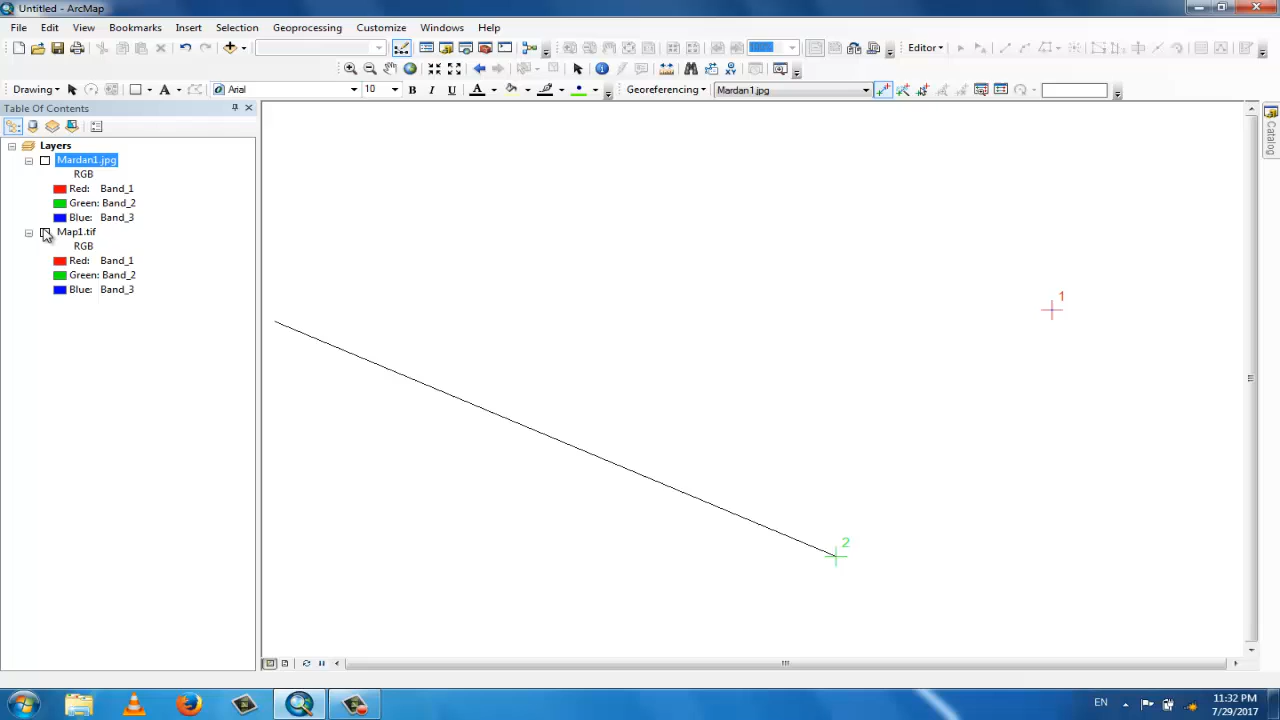 Untitled - ArcMap
File Edit View Bookmarks Insert Selection Geoprocessing Customize Windows Help
Editor
Drawing A Arial 10 B I U A Georeferencing Mardan1.jpg
Table Of Contents
Layers
Mardan1.jpg
RGB
Red: Band_1
Green: Band_2
Blue: Band_3
Map1.tif
RGB
Red: Band_1
Green: Band_2
Blue: Band_3
1
2
Catalog
EN
11:32 PM
7/29/2017